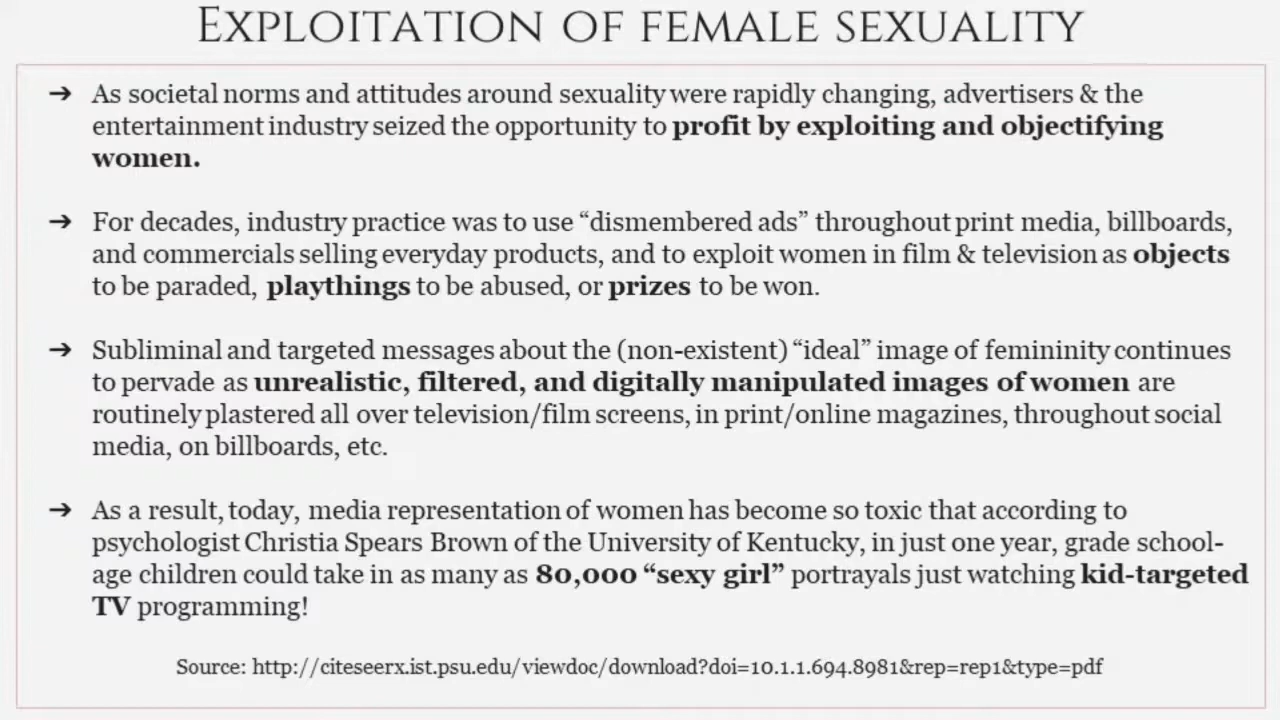 EXPLOITATION OF FEMALE SEXUALITY
➔ As societal norms and attitudes around sexuality were rapidly changing, advertisers & the
entertainment industry seized the opportunity to profit by exploiting and objectifying
women.
➔ For decades, industry practice was to use “dismembered ads” throughout print media, billboards,
and commercials selling everyday products, and to exploit women in film & television as objects
to be paraded, playthings to be abused, or prizes to be won.
➔ Subliminal and targeted messages about the (non-existent) “ideal” image of femininity continues
to pervade as unrealistic, filtered, and digitally manipulated images of women are
routinely plastered all over television/film screens, in print/online magazines, throughout social
media, on billboards, etc.
➔ As a result, today, media representation of women has become so toxic that according to
psychologist Christia Spears Brown of the University of Kentucky, in just one year, grade school-
age children could take in as many as 80,000 “sexy girl” portrayals just watching kid-targeted
TV programming!
Source: http://citeseerx.ist.psu.edu/viewdoc/download?doi=10.1.1.694.8981&rep=rep1&type=pdf